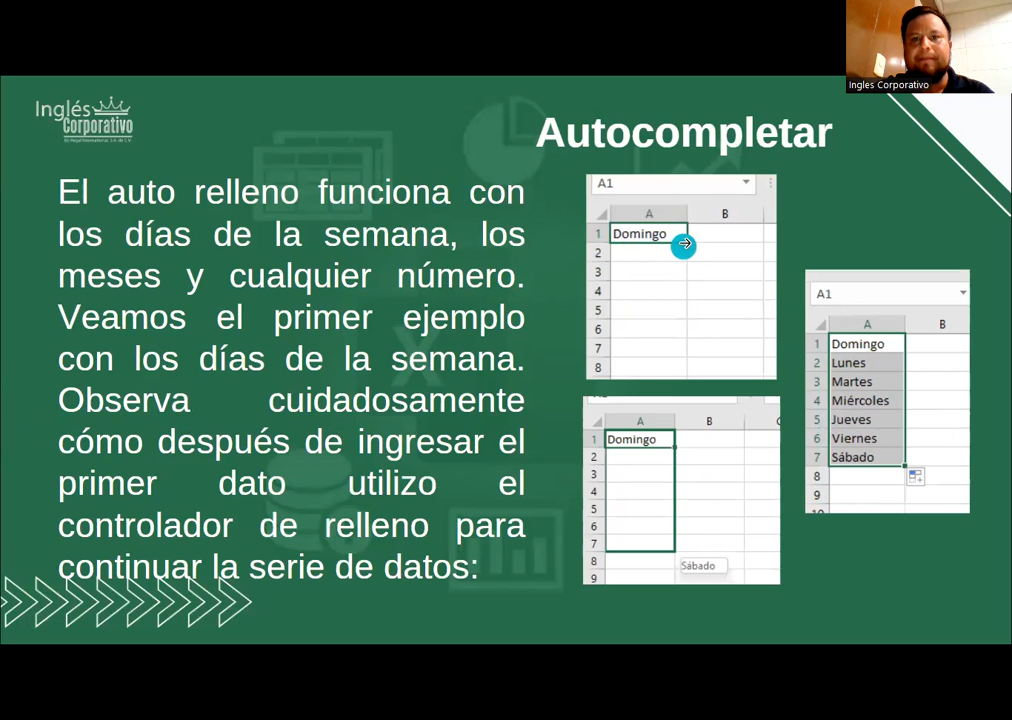 Ingles Corporativo
Inglés
Corporativo
Autocompletar
El auto relleno funciona con
los días de la semana, los
meses y cualquier número.
Veamos el primer ejemplo
con los días de la semana.
Observa cuidadosamente
cómo después de ingresar el
primer dato utilizo el
controlador de relleno para
continuar la serie de datos:
A1
A B
1 Domingo
2
3
4
5
6
7
8
A B
1 Domingo
2
3
4
5
6
7
8
Sábado
9
A1
A B
1 Domingo
2 Lunes
3 Martes
4 Miércoles
5 Jueves
6 Viernes
7 Sábado
8
9